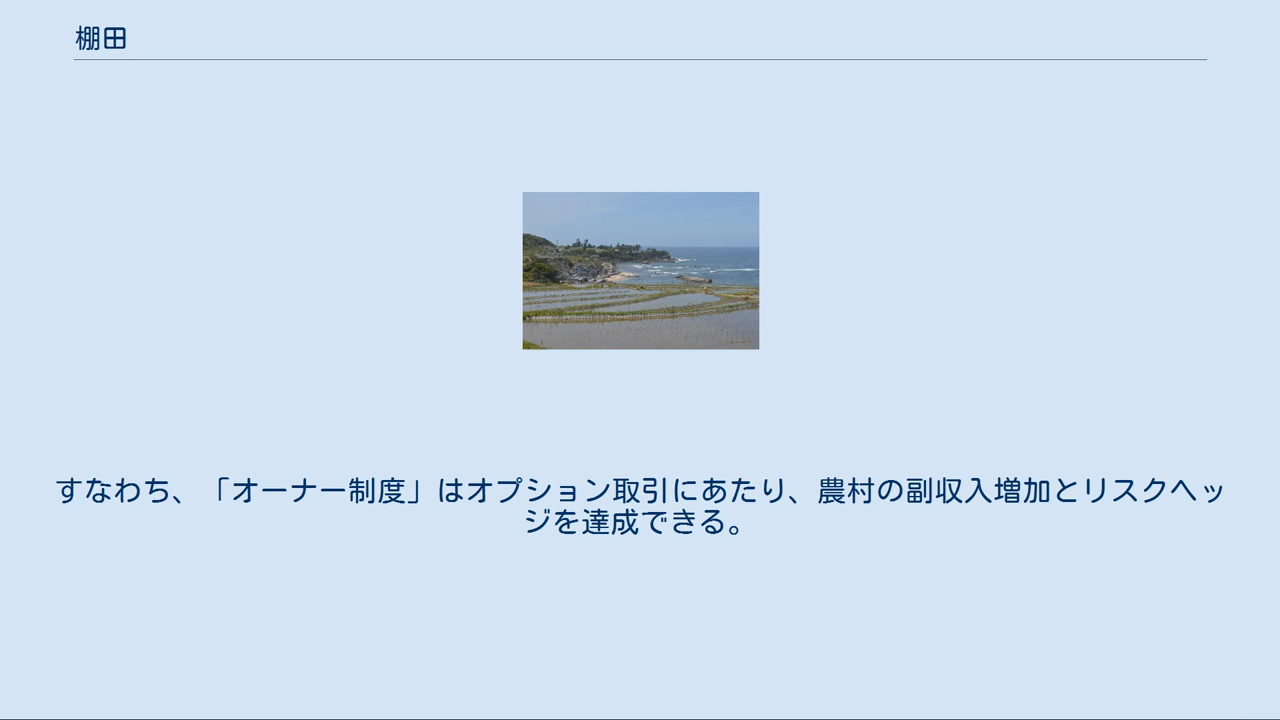 棚田
すなわち、「オーナー制度」はオプション取引にあたり、農村の副収入増加とリスクヘッ
ジを達成できる。